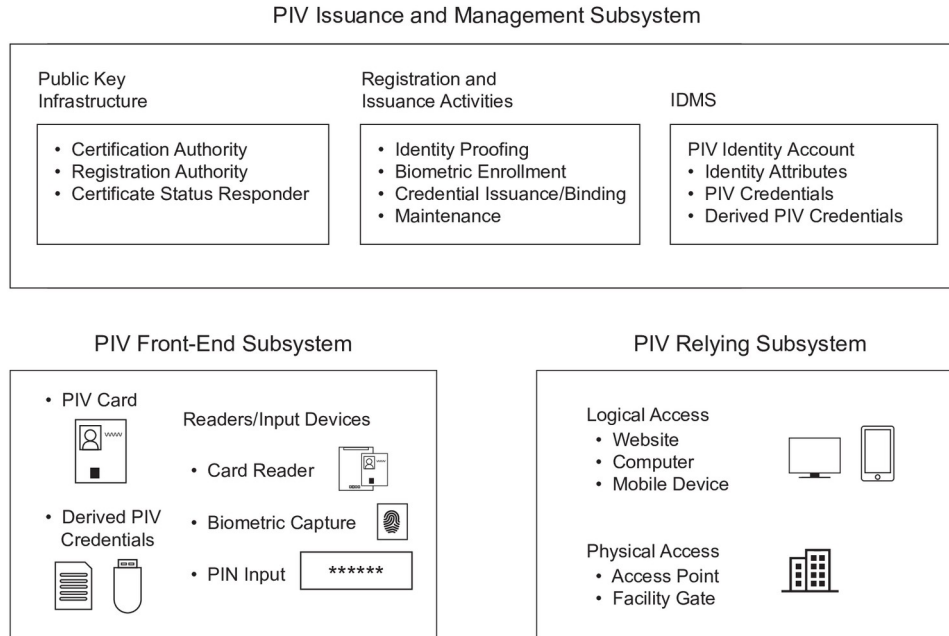 PIV Issuance and Management Subsystem
Public Key
Infrastructure
• Certification Authority
• Registration Authority
• Certificate Status Responder
Registration and
Issuance Activities
• Identity Proofing
• Biometric Enrollment
• Credential Issuance/Binding
• Maintenance
IDMS
PIV Identity Account
• Identity Attributes
• PIV Credentials
• Derived PIV Credentials
PIV Front-End Subsystem
• PIV Card
• Derived PIV
Credentials
Readers/Input Devices
• Card Reader
• Biometric Capture
• PIN Input
******
PIV Relying Subsystem
Logical Access
• Website
• Computer
• Mobile Device
Physical Access
• Access Point
• Facility Gate